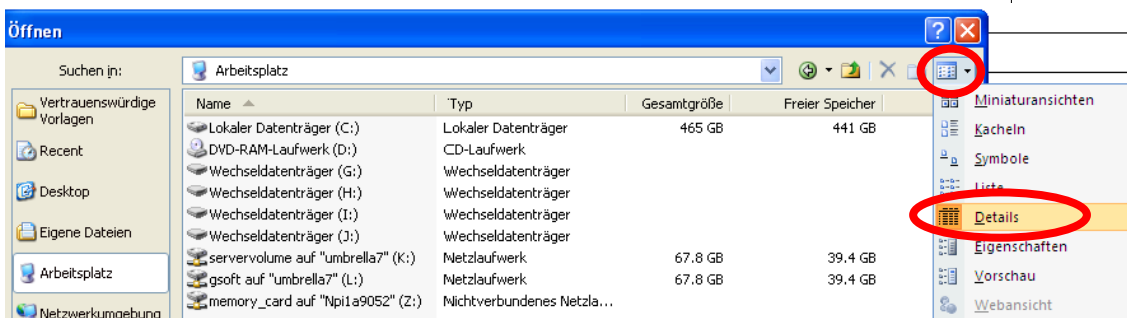 Öffnen
Suchen in:
Arbeitsplatz
Vertrauenswürdige
Vorlagen
Recent
Desktop
Eigene Dateien
Arbeitsplatz
Netzwerkumgebung
Name Typ Gesamtgröße Freier Speicher
Lokaler Datenträger (C:) Lokaler Datenträger 465 GB 441 GB
DVD-RAM-Laufwerk (D:) CD-Laufwerk
Wechseldatenträger (G:) Wechseldatenträger
Wechseldatenträger (H:) Wechseldatenträger
Wechseldatenträger (I:) Wechseldatenträger
Wechseldatenträger (J:) Wechseldatenträger
servervolume auf "umbrella7" (K:) Netzlaufwerk 67.8 GB 39.4 GB
gsoft auf "umbrella7" (L:) Netzlaufwerk 67.8 GB 39.4 GB
memory_card auf "Npi1a9052" (Z:) Nichtverbundenes Netzla...
Miniaturansichten
Kacheln
Symbole
Liste
Details
Eigenschaften
Vorschau
Webansicht